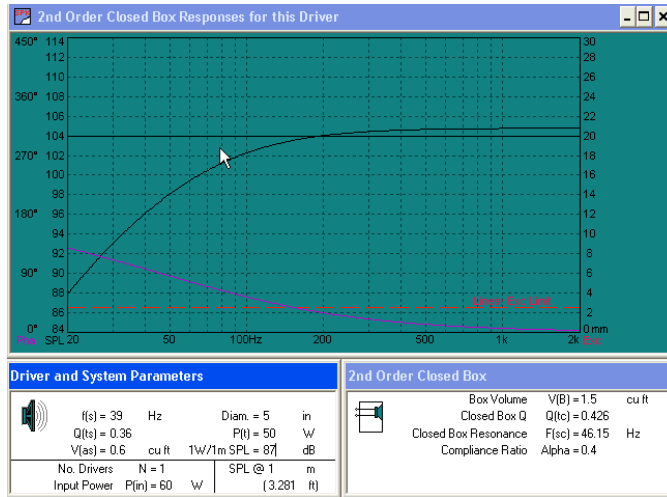 2nd Order Closed Box Responses for this Driver
450° 114 30
112 28
110 26
360° 108 24
106 22
104 20
270° 102 18
100 16
98 14
180° 96 12
94 10
92 8
90° 90 6
88 4
86 Linear Exc Limit 2
0° 84 0 mm
Pha SPL 20 50 100Hz 200 500 1k 2k Exc
Driver and System Parameters
f(s) = 39 Hz Diam. = 5 in
Q(ts) = 0.36 P(t) = 50 W
V(as) = 0.6 cu ft 1W/1m SPL = 87 dB
No. Drivers N = 1 SPL @ 1 m
Input Power P(in) = 60 W (3.281 ft)
2nd Order Closed Box
Box Volume V(B) = 1.5 cu ft
Closed Box Q Q(tc) = 0.426
Closed Box Resonance F(sc) = 46.15 Hz
Compliance Ratio Alpha = 0.4